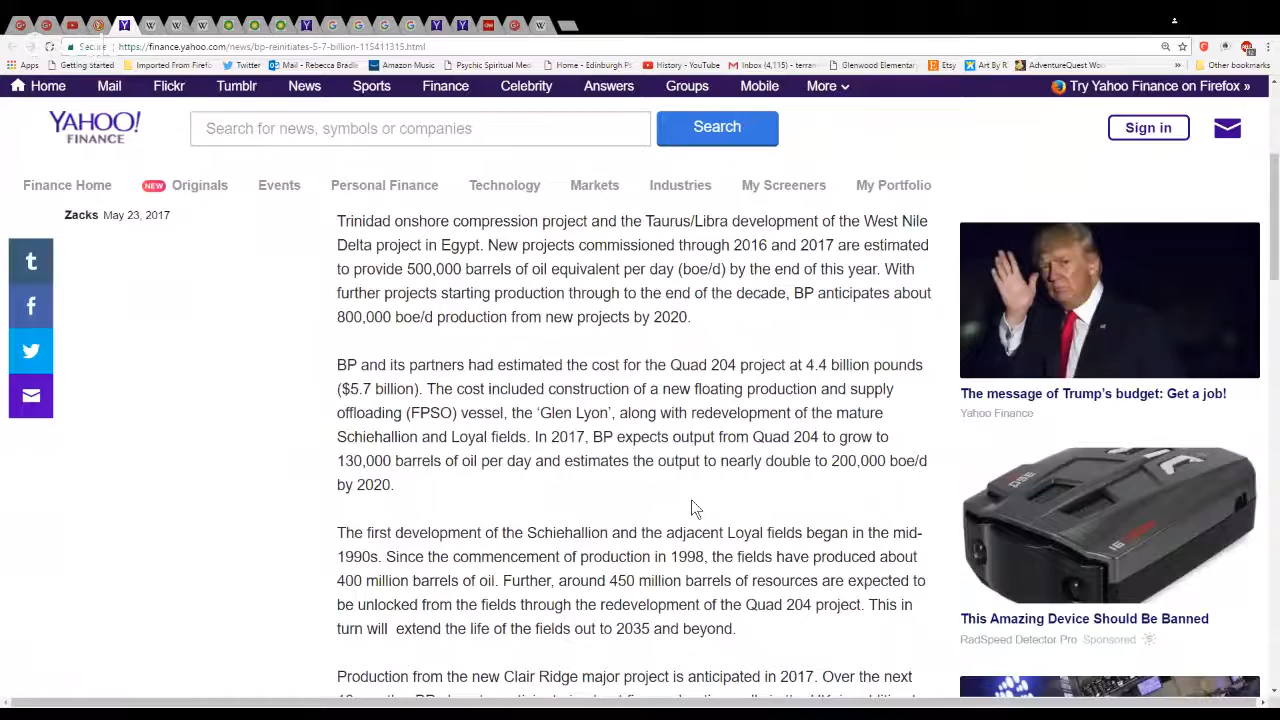 Secure
https://finance.yahoo.com/news/bp-reinitiates-5-7-billion-115411315.html
Apps
Getting started
Imported From Firefo
Twitter
Mail - Rebecca Bradle
Amazon Music
Psychic Spiritual Med
Home - Edinburgh P
History - YouTube
Inbox (4,115) - terran
Glenwood Elementary
Etsy
Art By R
AdventureQuest Wo
»
Other bookmarks
Home
Mail
Flickr
Tumblr
News
Sports
Finance
Celebrity
Answers
Groups
Mobile
More
Try Yahoo Finance on Firefox »
YAHOO!
FINANCE
Search for news, symbols or companies
Search
Sign in
Finance Home
NEW Originals
Events
Personal Finance
Technology
Markets
Industries
My Screeners
My Portfolio
Zacks May 23, 2017
Trinidad onshore compression project and the Taurus/Libra development of the West Nile
Delta project in Egypt. New projects commissioned through 2016 and 2017 are estimated
to provide 500,000 barrels of oil equivalent per day (boe/d) by the end of this year. With
further projects starting production through to the end of the decade, BP anticipates about
800,000 boe/d production from new projects by 2020.
BP and its partners had estimated the cost for the Quad 204 project at 4.4 billion pounds
($5.7 billion). The cost included construction of a new floating production and supply
offloading (FPSO) vessel, the ‘Glen Lyon’, along with redevelopment of the mature
Schiehallion and Loyal fields. In 2017, BP expects output from Quad 204 to grow to
130,000 barrels of oil per day and estimates the output to nearly double to 200,000 boe/d
by 2020.
The first development of the Schiehallion and the adjacent Loyal fields began in the mid-
1990s. Since the commencement of production in 1998, the fields have produced about
400 million barrels of oil. Further, around 450 million barrels of resources are expected to
be unlocked from the fields through the redevelopment of the Quad 204 project. This in
turn will extend the life of the fields out to 2035 and beyond.
Production from the new Clair Ridge major project is anticipated in 2017. Over the next
The message of Trump’s budget: Get a job!
Yahoo Finance
This Amazing Device Should Be Banned
RadSpeed Detector Pro Sponsored